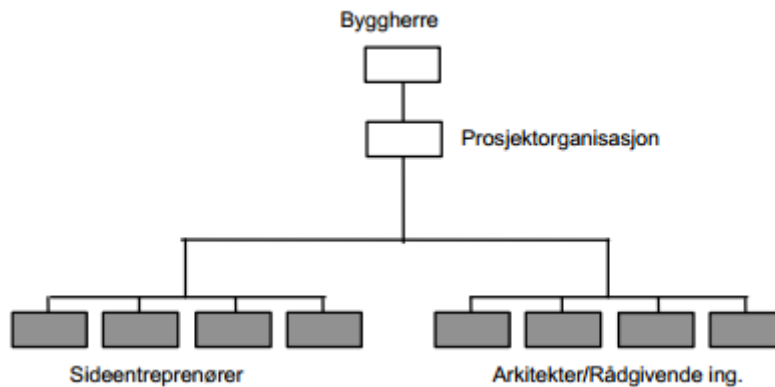 Byggherre
Prosjektorganisasjon
Sideentreprenører
Arkitekter/Rådgivende ing.